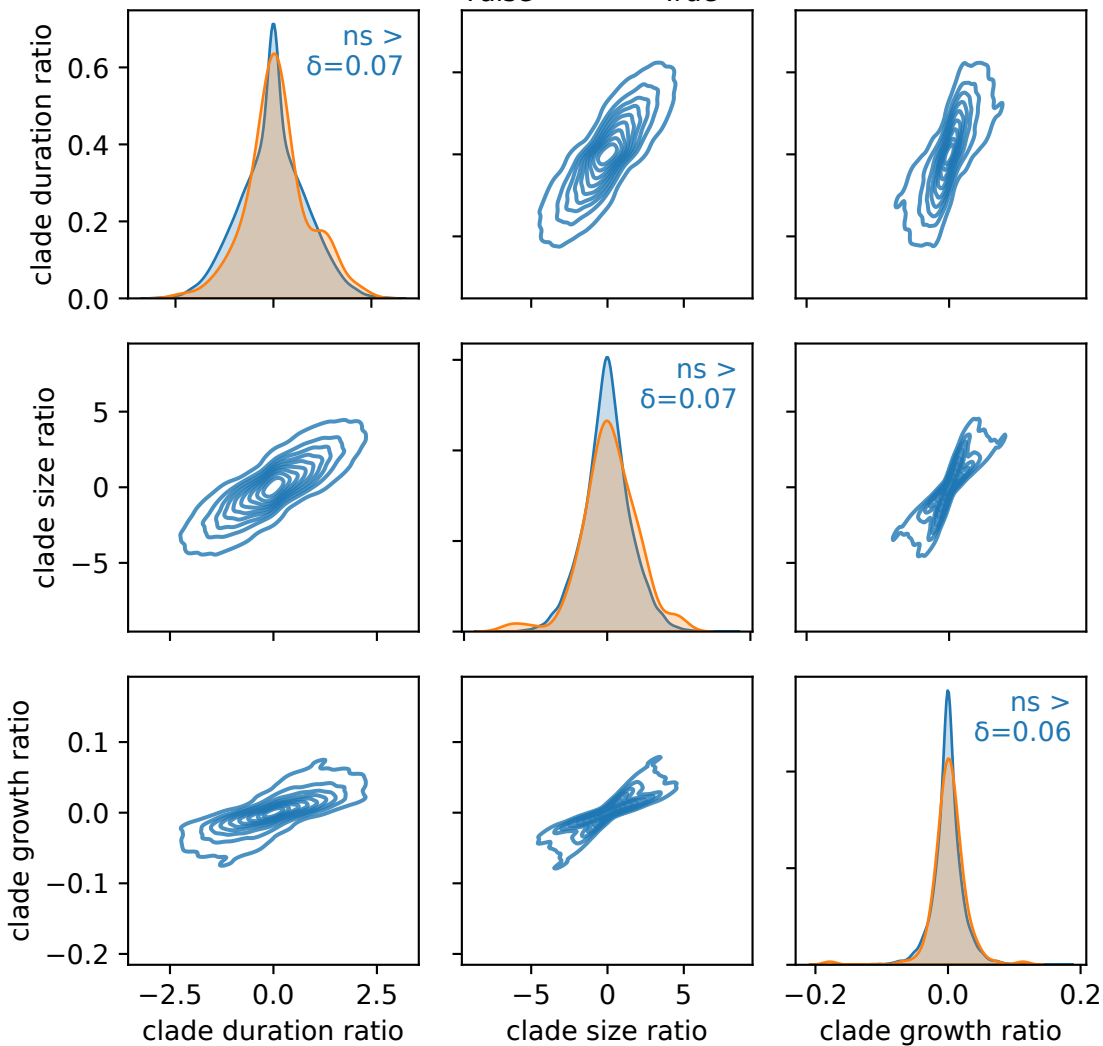 clade duration ratio
0.6
0.4
0.2
0.0
ns >
δ=0.07
clade size ratio
5
0
−5
ns >
δ=0.07
clade growth ratio
0.1
0.0
−0.1
−0.2
ns >
δ=0.06
−2.5 0.0 2.5
−5 0 5
−0.2 0.0 0.2
clade duration ratio
clade size ratio
clade growth ratio